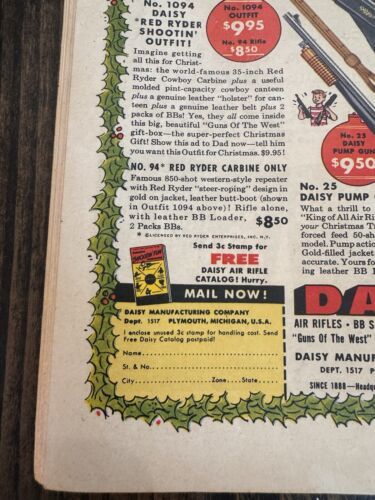 No. 1094
DAISY
*RED RYDER
SHOOTIN'
OUTFIT!
Imagine getting
all this for Christ-
mas: the world-famous 35-inch Red
Ryder Cowboy Carbine plus a useful
molded pint-capacity cowboy canteen
plus a genuine leather "holster" for can-
teen plus a genuine leather belt plus 2
packs of BBs! Yes, they all come inside
this big, beautiful "Guns Of The West"
gift-box—the super-perfect Christmas
Gift! Show this ad to Dad now—tell him
you want this Outfit for Christmas. $9.95!
NO. 94* RED RYDER CARBINE ONLY
Famous 850-shot western-style repeater
with Red Ryder "steer-roping" design in
gold on jacket, leather butt-boot (shown
in Outfit 1094 above)! Rifle alone,
with leather BB Loader, $8.50
2 Packs BBs.
*LICENSED BY RED RYDER ENTERPRISES, INC. N.Y.
Send 3c Stamp for
FREE
DAISY AIR RIFLE
CATALOG! Hurry.
MAIL NOW!
DAISY MANUFACTURING COMPANY
Dept. 1517 PLYMOUTH, MICHIGAN, U.S.A.
I enclose unused 3c stamp for handling cost. Send
Free Daisy Catalog postpaid!
Name
St. & No.
City Zone State
No. 1094
OUTFIT
$9.95
No. 94 Rifle
$8.50
No. 25
DAISY
PUMP GUN
$9.50
No. 25
DAISY PUMP
What a thrill to
"King of All Air Ri
your Christmas Tr
forced feed 50-sh
model. Pump action
Gold-filled jacket
accurate. Yours fo
ing leather BB
DA
AIR RIFLES • BB S
"Guns Of The West"
DAISY MANUF
DEPT. 1517 P
SINCE 1888—Headqu